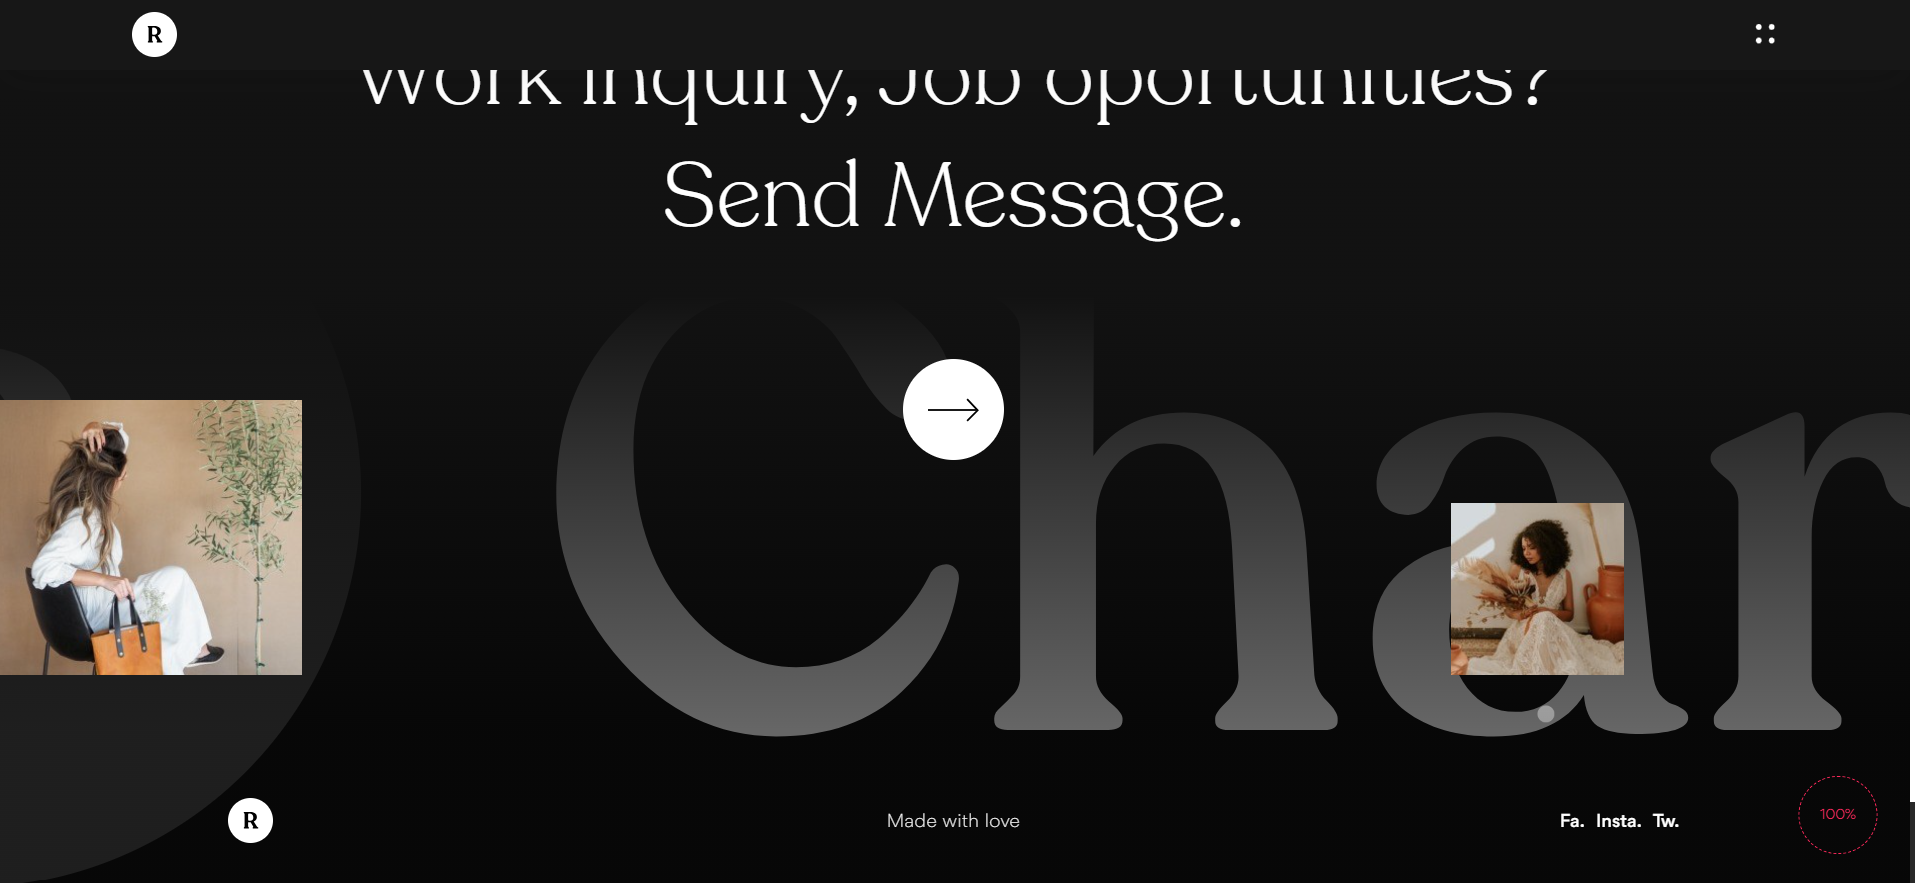 R
Work inquiry, Job oportunities?
Send Message.
Char
R
Made with love
Fa. Insta. Tw.
100%